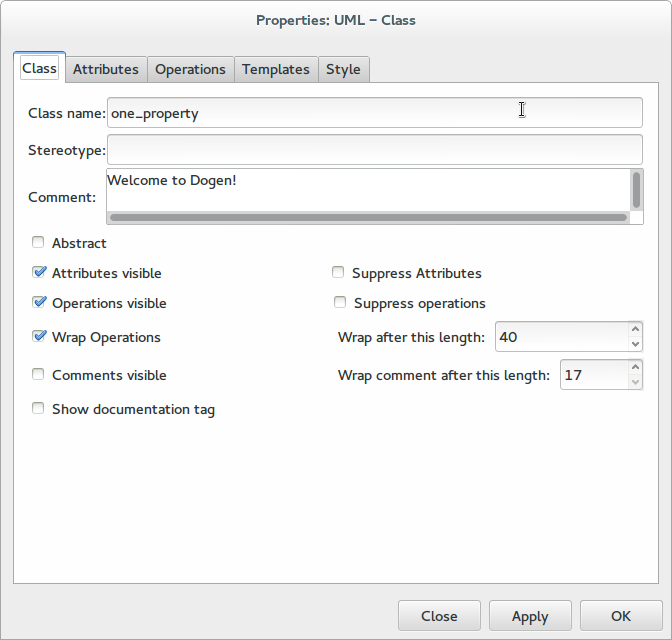 Properties: UML – Class
Class Attributes Operations Templates Style
Class name: one_property
Stereotype:
Comment: Welcome to Dogen!
Abstract
Attributes visible Suppress Attributes
Operations visible Suppress operations
Wrap Operations Wrap after this length: 40
Comments visible Wrap comment after this length: 17
Show documentation tag
Close Apply OK